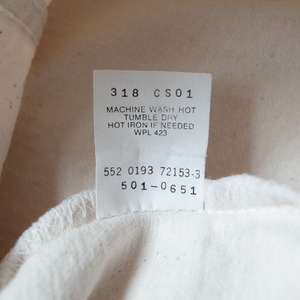 318 CS01
MACHINE WASH HOT
TUMBLE DRY
HOT IRON IF NEEDED
WPL 423
552 0193 72153-3
501-0651